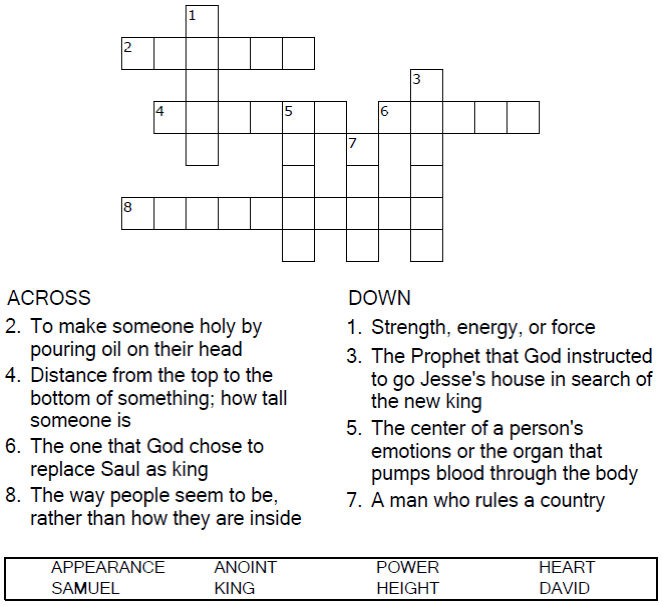 1
2
3
4 5 6
7
8
ACROSS
2. To make someone holy by
pouring oil on their head
4. Distance from the top to the
bottom of something; how tall
someone is
6. The one that God chose to
replace Saul as king
8. The way people seem to be,
rather than how they are inside
DOWN
1. Strength, energy, or force
3. The Prophet that God instructed
to go Jesse's house in search of
the new king
5. The center of a person's
emotions or the organ that
pumps blood through the body
7. A man who rules a country
APPEARANCE ANOINT POWER HEART
SAMUEL KING HEIGHT DAVID